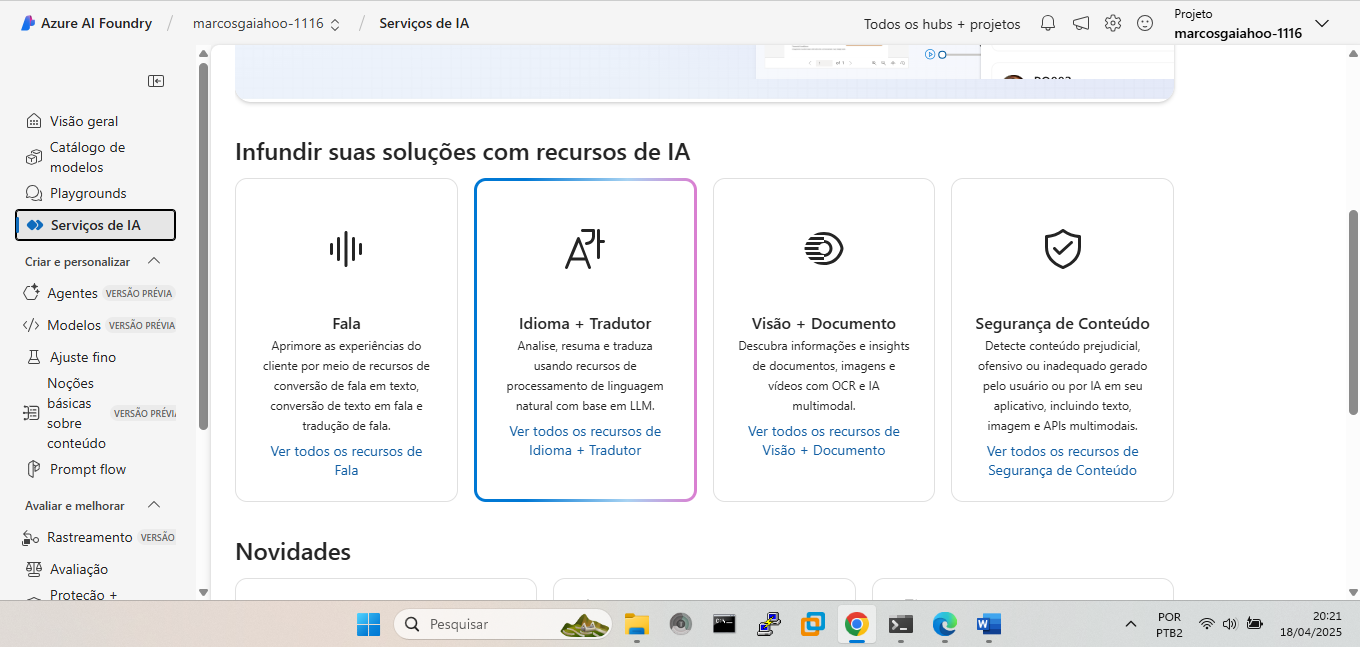 Azure AI Foundry / marcosgaiahoo-1116 / Serviços de IA
Todos os hubs + projetos
Projeto
marcosgaiahoo-1116
Visão geral
Catálogo de
modelos
Playgrounds
Serviços de IA
Criar e personalizar
Agentes VERSÃO PRÉVIA
Modelos VERSÃO PRÉVIA
Ajuste fino
Noções
básicas
sobre
conteúdo
VERSÃO PRÉVI
Prompt flow
Avaliar e melhorar
Rastreamento VERSÃO
Avaliação
Proteção +
Infundir suas soluções com recursos de IA
Fala
Aprimore as experiências do
cliente por meio de recursos de
conversão de fala em texto,
conversão de texto em fala e
tradução de fala.
Ver todos os recursos de
Fala
Idioma + Tradutor
Analise, resuma e traduza
usando recursos de
processamento de linguagem
natural com base em LLM.
Ver todos os recursos de
Idioma + Tradutor
Visão + Documento
Descubra informações e insights
de documentos, imagens e
vídeos com OCR e IA
multimodal.
Ver todos os recursos de
Visão + Documento
Segurança de Conteúdo
Detecte conteúdo prejudicial,
ofensivo ou inadequado gerado
pelo usuário ou por IA em seu
aplicativo, incluindo texto,
imagem e APIs multimodais.
Ver todos os recursos de
Segurança de Conteúdo
Novidades
Pesquisar
POR
PTB2
20:21
18/04/2025